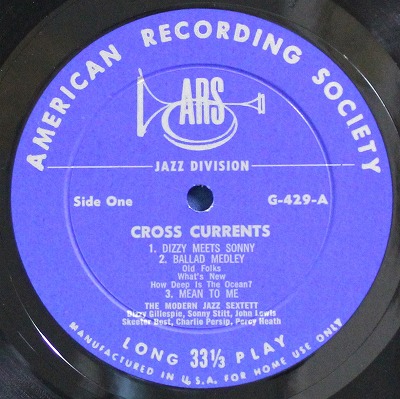 AMERICAN RECORDING SOCIETY
ARS
JAZZ DIVISION
Side One
G-429-A
CROSS CURRENTS
1. DIZZY MEETS SONNY
2. BALLAD MEDLEY
Old Folks
What's New
How Deep Is The Ocean?
3. MEAN TO ME
THE MODERN JAZZ SEXTETT
Dizzy Gillespie, Sonny Stitt, John Lewis
Skeeter Best, Charlie Persip, Percy Heath
LONG 33⅓ PLAY
MANUFACTURED IN U.S.A. FOR HOME USE ONLY